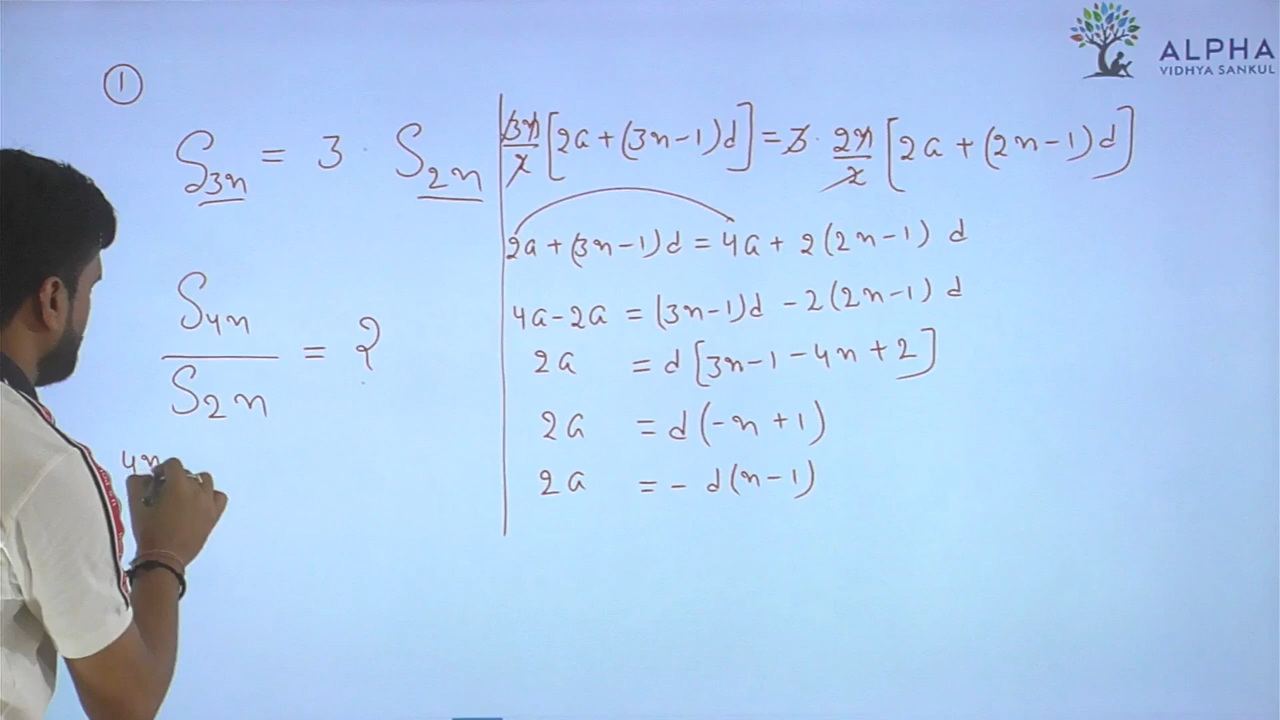 ALPHA
VIDHYA SANKUL
①
S₃ₙ = 3 · S₂ₙ
S₄ₙ / S₂ₙ = ?
4n
3n/2 [2a + (3n-1)d] = 3 · 2n/2 [2a + (2n-1)d]
2a + (3n-1)d = 4a + 2(2n-1) d
4a-2a = (3n-1)d - 2(2n-1) d
2a = d[3n-1-4n+2]
2a = d(-n+1)
2a = - d(n-1)